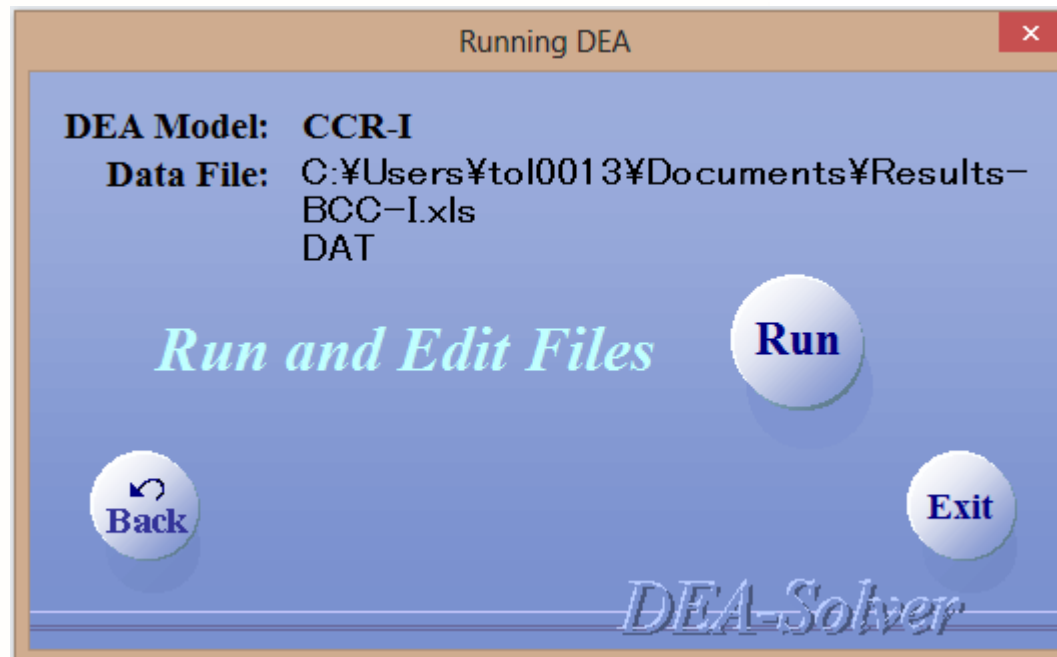 Running DEA
DEA Model: CCR-I
Data File: C:¥Users¥tol0013¥Documents¥Results-
BCC-I.xls
DAT
Run and Edit Files
Run
Back
Exit
DEA-Solver